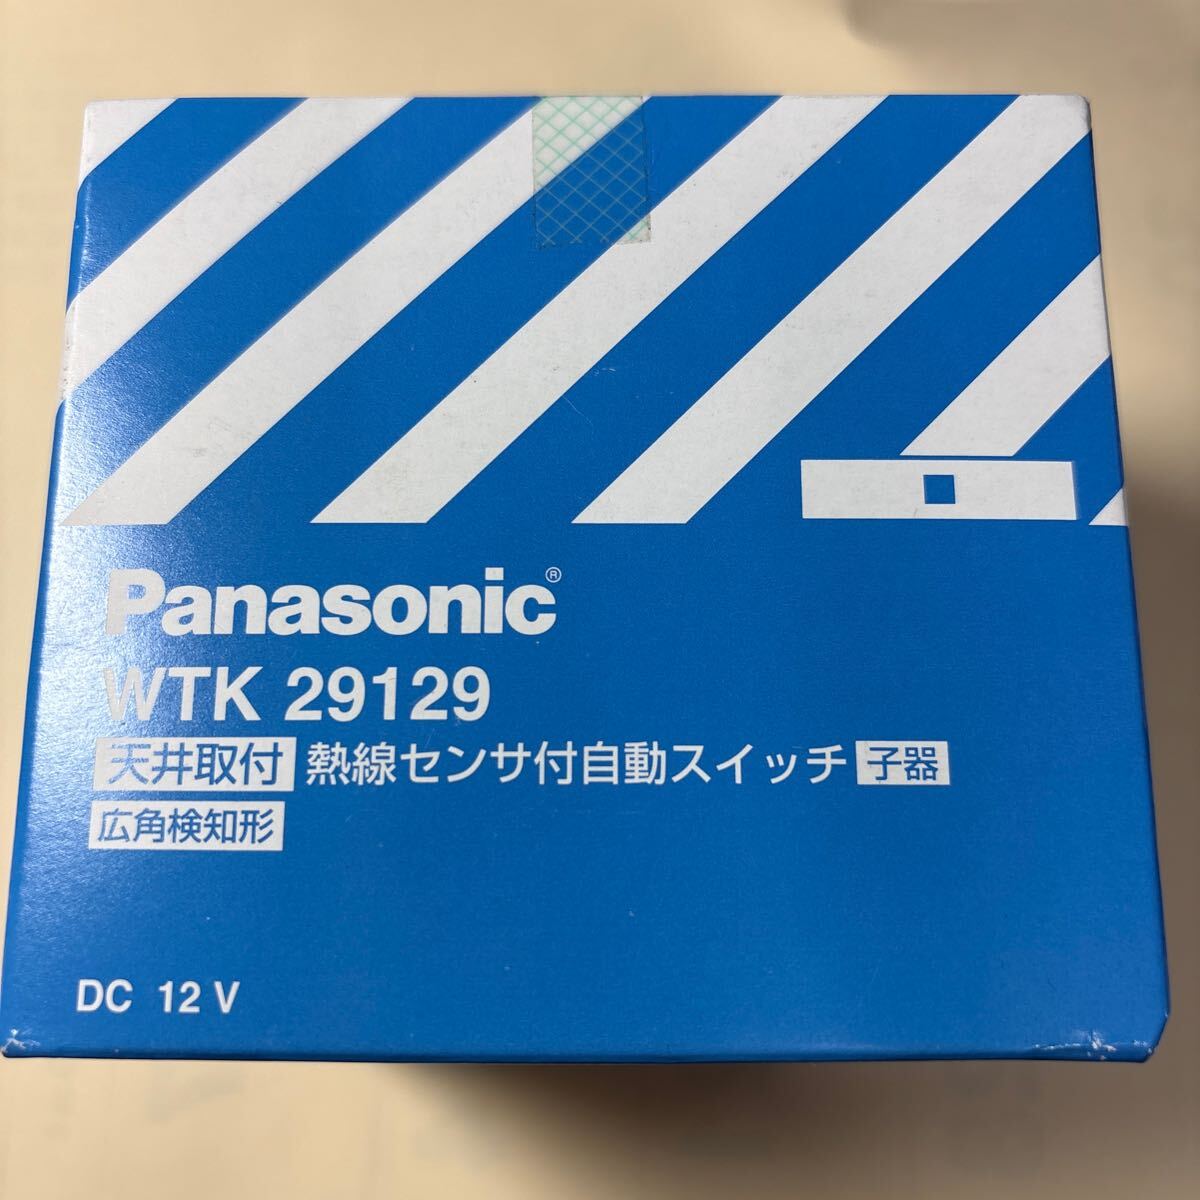 Panasonic®
WTK 29129
天井取付 熱線センサ付自動スイッチ 子器
広角検知形
DC 12 V